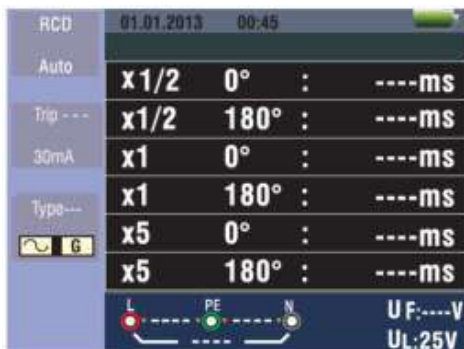 RCD
01.01.2013 00:45
Auto
x1/2 0° : ----ms
Trip --- x1/2 180° : ----ms
30mA x1 0° : ----ms
x1 180° : ----ms
Type---
x5 0° : ----ms
G
x5 180° : ----ms
L PE N
UF:----V
UL:25V